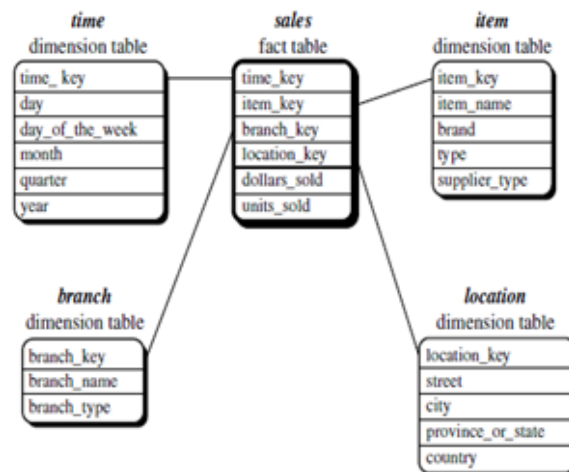 time
dimension table
time_ key
day
day_of_the_week
month
quarter
year
sales
fact table
time_key
item_key
branch_key
location_key
dollars_sold
units_sold
item
dimension table
item_key
item_name
brand
type
supplier_type
branch
dimension table
branch_key
branch_name
branch_type
location
dimension table
location_key
street
city
province_or_state
country